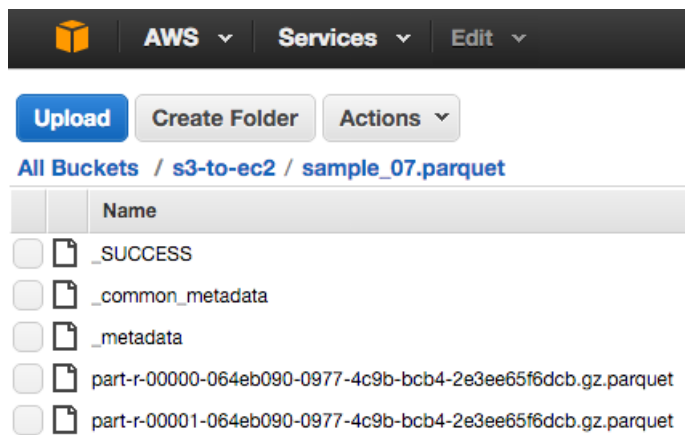 AWS Services Edit
Upload Create Folder Actions
All Buckets / s3-to-ec2 / sample_07.parquet
Name
_SUCCESS
_common_metadata
_metadata
part-r-00000-064eb090-0977-4c9b-bcb4-2e3ee65f6dcb.gz.parquet
part-r-00001-064eb090-0977-4c9b-bcb4-2e3ee65f6dcb.gz.parquet